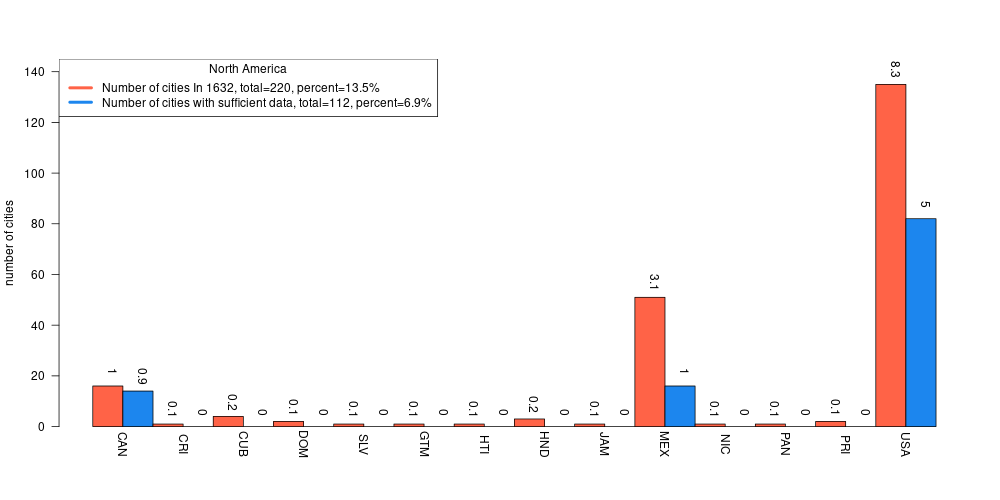 North America
Number of cities In 1632, total=220, percent=13.5%
Number of cities with sufficient data, total=112, percent=6.9%
number of cities
140
120
100
80
60
40
20
0
1
0.9
0.1
0
0.2
0
0.1
0
0.1
0
0.1
0
0.1
0
0.2
0
0.1
0
3.1
1
0.1
0
0.1
0
0.1
0
8.3
5
CAN
CRI
CUB
DOM
SLV
GTM
HTI
HND
JAM
MEX
NIC
PAN
PRI
USA